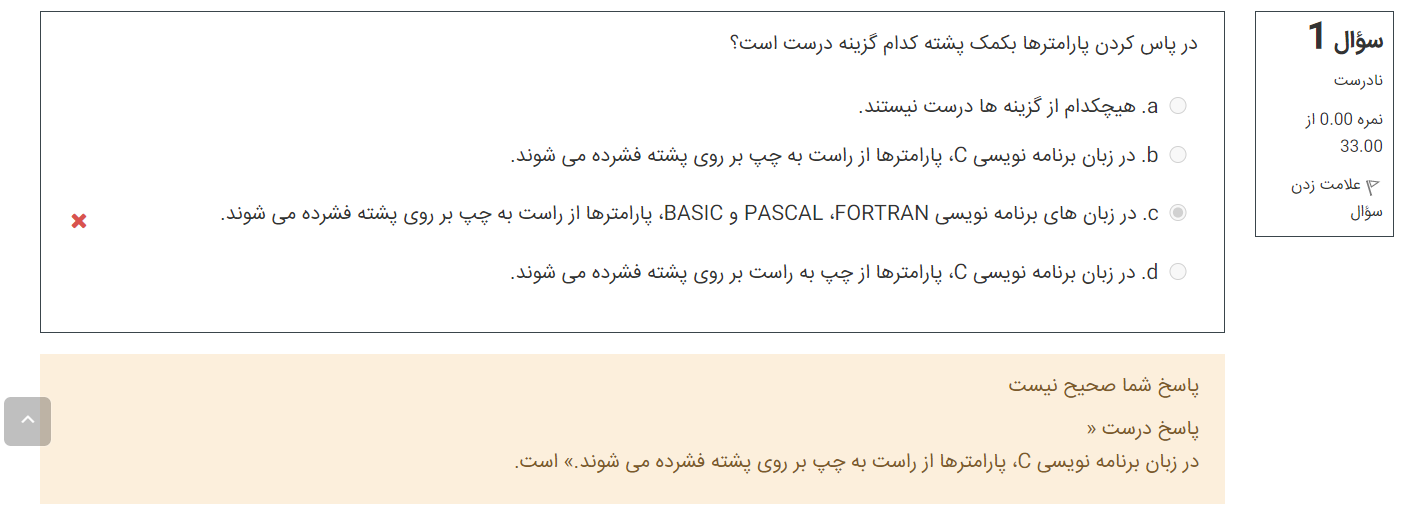 سؤال 1
نادرست
نمره 0.00 از
33.00
علامت زدن
سؤال
در پاس کردن پارامترها بکمک پشته کدام گزینه درست است؟
a. هیچکدام از گزینه ها درست نیستند.
b. در زبان برنامه نویسی C، پارامترها از راست به چپ بر روی پشته فشرده می شوند.
c. در زبان های برنامه نویسی PASCAL ،FORTRAN و BASIC، پارامترها از راست به چپ بر روی پشته فشرده می شوند.
d. در زبان برنامه نویسی C، پارامترها از چپ به راست بر روی پشته فشرده می شوند.
پاسخ شما صحیح نیست
پاسخ درست «
در زبان برنامه نویسی C، پارامترها از راست به چپ بر روی پشته فشرده می شوند.» است.